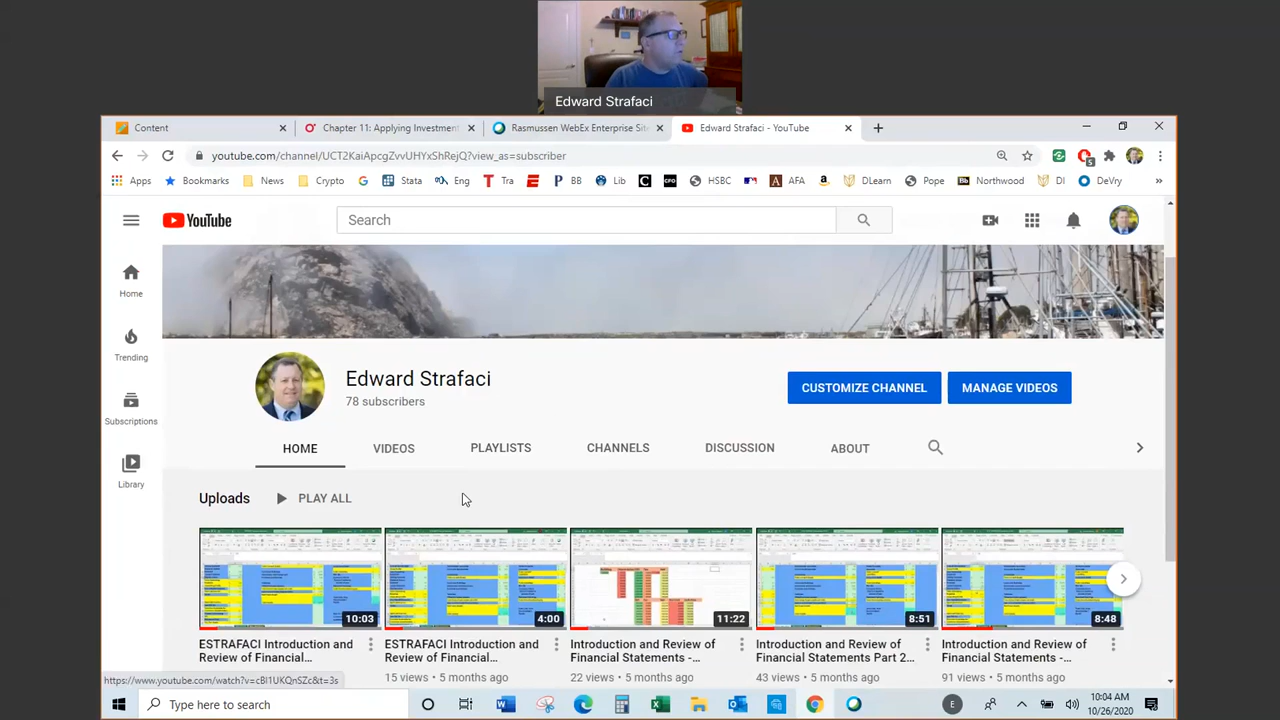 Edward Strafaci
Content
Chapter 11: Applying Investment
Rasmussen WebEx Enterprise Site
Edward Strafaci - YouTube
youtube.com/channel/UCT2KaiApcgZvvUHYxShRejQ?view_as=subscriber
Apps
Bookmarks
News
Crypto
Stata
Eng
Tra
BB
Lib
HSBC
AFA
DLearn
Pope
Northwood
DI
DeVry
YouTube
Search
Home
Trending
Subscriptions
Library
Edward Strafaci
78 subscribers
CUSTOMIZE CHANNEL
MANAGE VIDEOS
HOME
VIDEOS
PLAYLISTS
CHANNELS
DISCUSSION
ABOUT
Uploads
PLAY ALL
10:03
4:00
11:22
8:51
8:48
ESTRAFACI Introduction and
Review of Financial...
ESTRAFACI Introduction and
Review of Financial...
15 views • 5 months ago
Introduction and Review of
Financial Statements -...
22 views • 5 months ago
Introduction and Review of
Financial Statements Part 2...
43 views • 5 months ago
Introduction and Review of
Financial Statements -...
91 views • 5 months ago
https://www.youtube.com/watch?v=cBl1UKQnSZc&t=3s
Type here to search
10:04 AM
10/26/2020